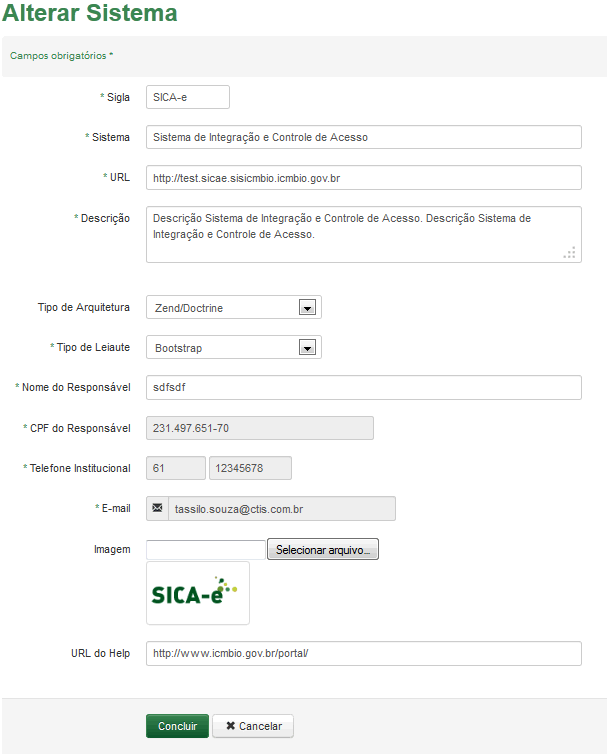 Alterar Sistema
Campos obrigatórios *
* Sigla SICA-e
* Sistema Sistema de Integração e Controle de Acesso
* URL http://test.sicae.sisicmbio.icmbio.gov.br
* Descrição Descrição Sistema de Integração e Controle de Acesso. Descrição Sistema de
Integração e Controle de Acesso.
Tipo de Arquitetura Zend/Doctrine
* Tipo de Leiaute Bootstrap
* Nome do Responsável sdfsdf
* CPF do Responsável 231.497.651-70
* Telefone Institucional 61 12345678
* E-mail tassilo.souza@ctis.com.br
Imagem Selecionar arquivo...
SICA-e
URL do Help http://www.icmbio.gov.br/portal/
Concluir ✖ Cancelar